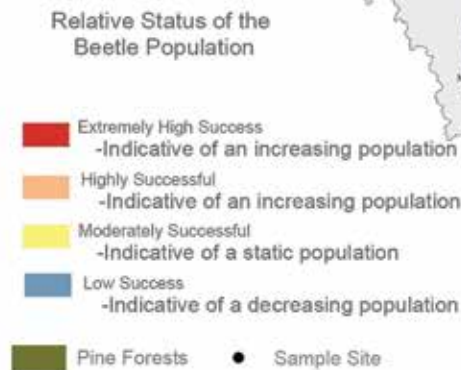 Relative Status of the
Beetle Population
Extremely High Success
-Indicative of an increasing population
Highly Successful
-Indicative of an increasing population
Moderately Successful
-Indicative of a static population
Low Success
-Indicative of a decreasing population
Pine Forests Sample Site